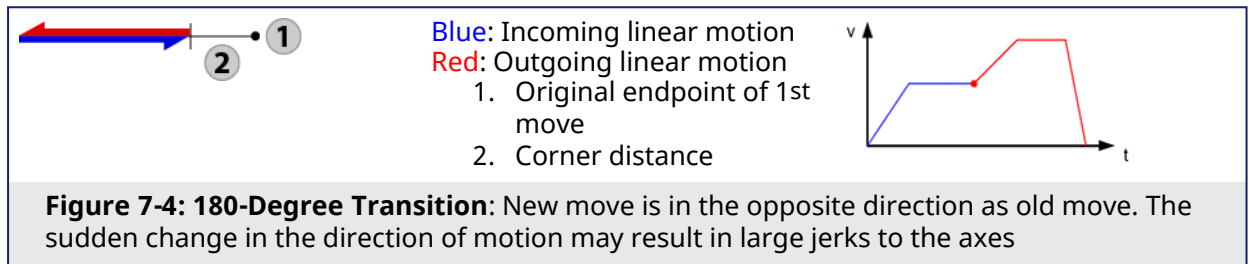 1
2
Blue: Incoming linear motion
Red: Outgoing linear motion
1. Original endpoint of 1st
move
2. Corner distance
v
t
Figure 7-4: 180-Degree Transition: New move is in the opposite direction as old move. The
sudden change in the direction of motion may result in large jerks to the axes